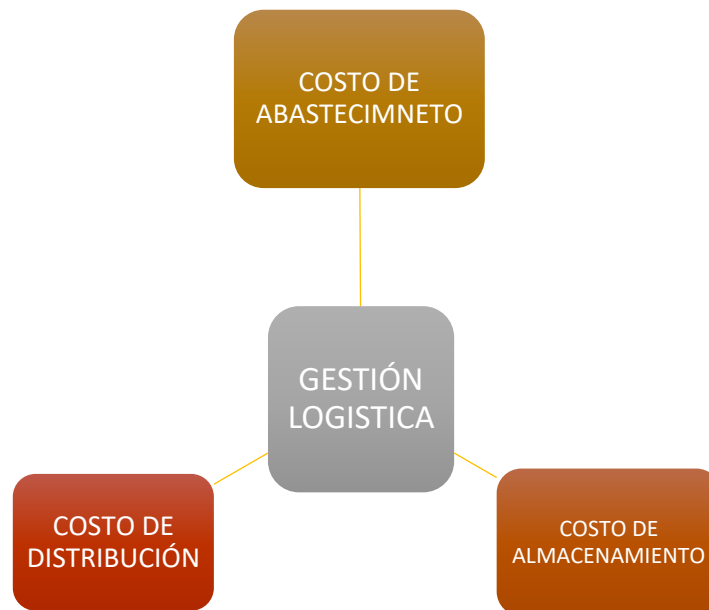 COSTO DE
ABASTECIMNETO
GESTIÓN
LOGISTICA
COSTO DE
DISTRIBUCIÓN
COSTO DE
ALMACENAMIENTO